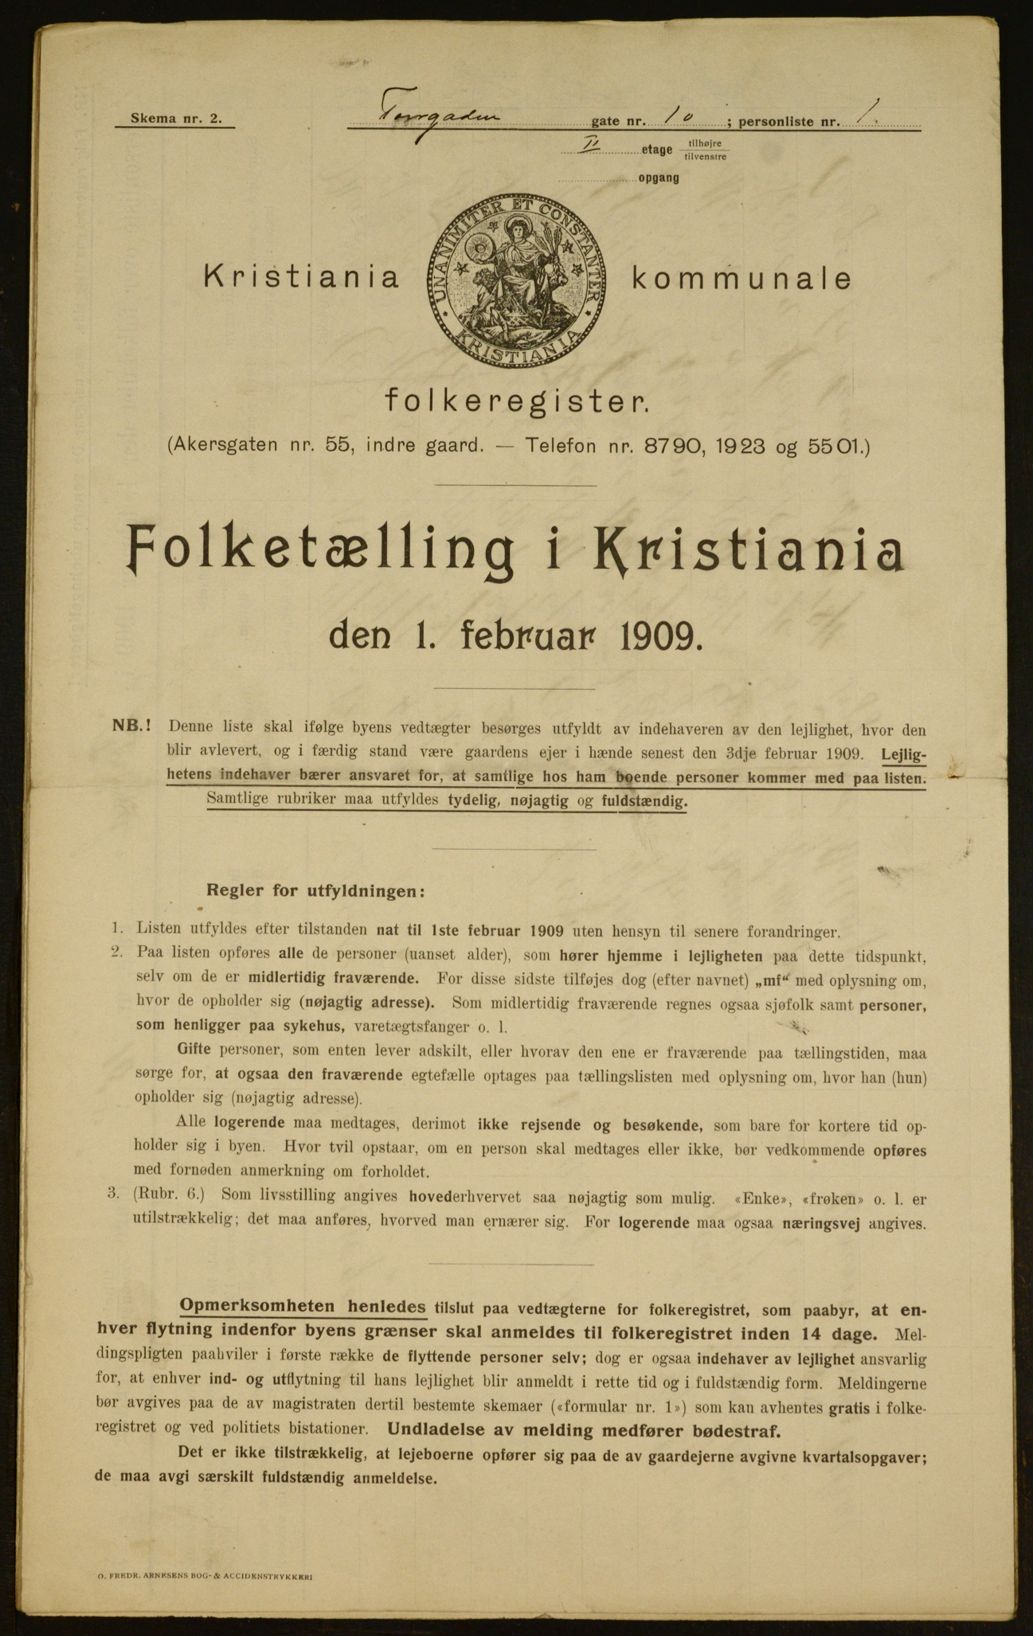 Skema nr. 2.
Torvgaden gate nr. 10 ; personliste nr. 1.
II etage tilhøjre
tilvenstre
opgang
UNANIMITER ET CONSTANTER
KRISTIANIA
Kristiania kommunale
folkeregister.
(Akersgaten nr. 55, indre gaard. — Telefon nr. 8790, 1923 og 5501.)
Folketælling i Kristiania
den 1. februar 1909.
NB.! Denne liste skal ifølge byens vedtægter besørges utfyldt av indehaveren av den lejlighet, hvor den
blir avlevert, og i færdig stand være gaardens ejer i hænde senest den 3dje februar 1909. Lejlig-
hetens indehaver bærer ansvaret for, at samtlige hos ham boende personer kommer med paa listen.
Samtlige rubriker maa utfyldes tydelig, nøjagtig og fuldstændig.
Regler for utfyldningen:
1. Listen utfyldes efter tilstanden nat til 1ste februar 1909 uten hensyn til senere forandringer.
2. Paa listen opføres alle de personer (uanset alder), som hører hjemme i lejligheten paa dette tidspunkt,
selv om de er midlertidig fraværende. For disse sidste tilføjes dog (efter navnet) „mf“ med oplysning om,
hvor de opholder sig (nøjagtig adresse). Som midlertidig fraværende regnes ogsaa sjøfolk samt personer,
som henligger paa sykehus, varetægtsfanger o. l.
Gifte personer, som enten lever adskilt, eller hvorav den ene er fraværende paa tællingstiden, maa
sørge for, at ogsaa den fraværende egtefælle optages paa tællingslisten med oplysning om, hvor han (hun)
opholder sig (nøjagtig adresse).
Alle logerende maa medtages, derimot ikke rejsende og besøkende, som bare for kortere tid op-
holder sig i byen. Hvor tvil opstaar, om en person skal medtages eller ikke, bør vedkommende opføres
med fornøden anmerkning om forholdet.
3. (Rubr. 6.) Som livsstilling angives hovederhvervet saa nøjagtig som mulig. «Enke», «frøken» o. l. er
utilstrækkelig; det maa anføres, hvorved man ernærer sig. For logerende maa ogsaa næringsvej angives.
Opmerksomheten henledes tilslut paa vedtægterne for folkeregistret, som paabyr, at en-
hver flytning indenfor byens grænser skal anmeldes til folkeregistret inden 14 dage. Mel-
dingspligten paahviler i første række de flyttende personer selv; dog er ogsaa indehaver av lejlighet ansvarlig
for, at enhver ind- og utflytning til hans lejlighet blir anmeldt i rette tid og i fuldstændig form. Meldingerne
bør avgives paa de av magistraten dertil bestemte skemaer («formular nr. 1») som kan avhentes gratis i folke-
registret og ved politiets bistationer. Undladelse av melding medfører bødestraf.
Det er ikke tilstrækkelig, at lejeboerne opfører sig paa de av gaardejerne avgivne kvartalsopgaver;
de maa avgi særskilt fuldstændig anmeldelse.
O. FREDR. ARNESENS BOG- & ACCIDENSTRYKKERI